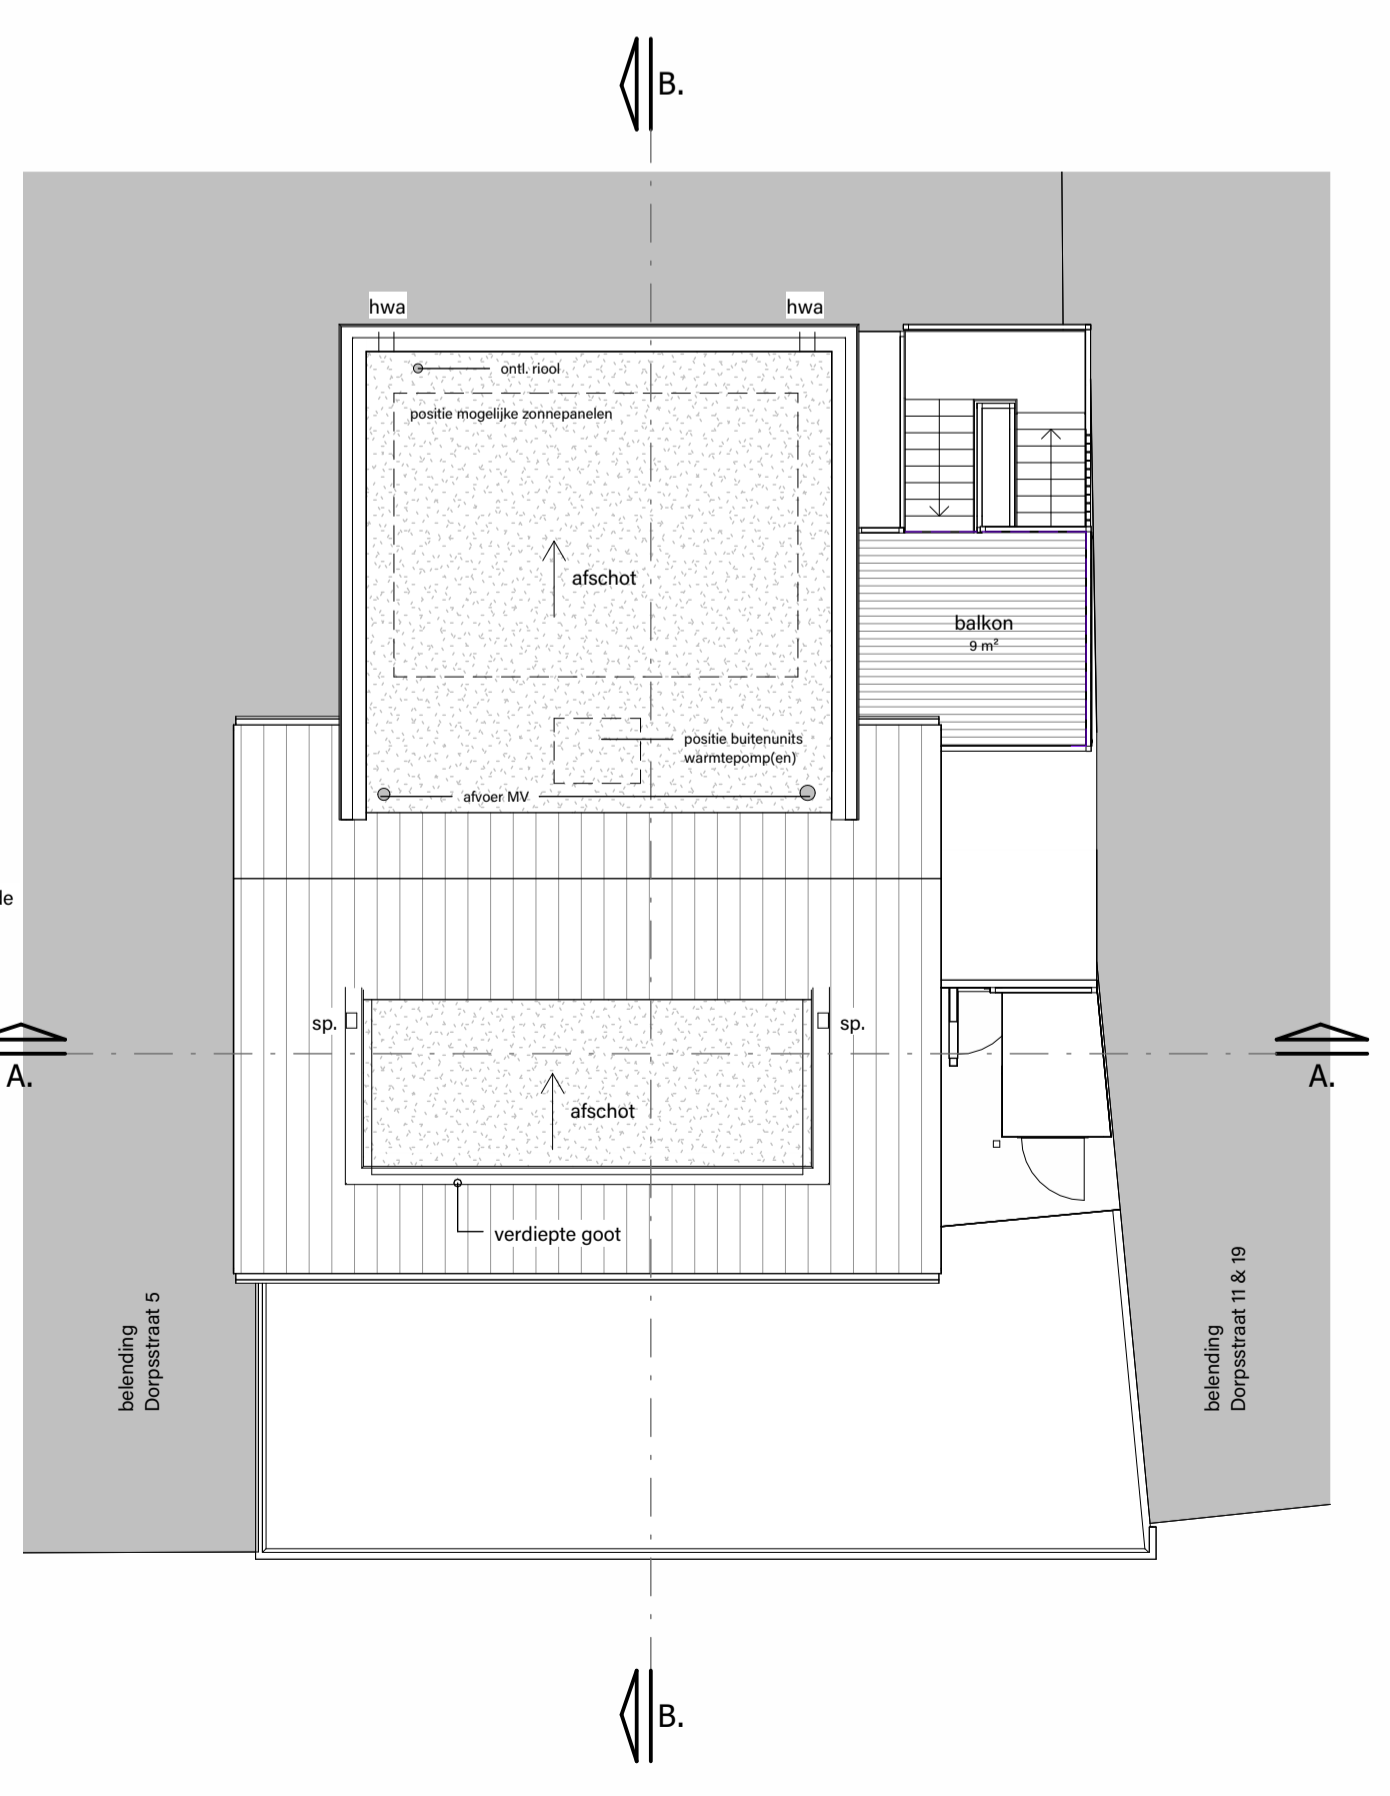 B.
hwa
hwa
ontl. riool
positie mogelijke zonnepanelen
afschot
balkon
9 m²
positie buitenunits
warmtepomp(en)
afvoer MV
le
sp.
sp.
A.
A.
afschot
verdiepte goot
belending
Dorpsstraat 5
belending
Dorpsstraat 11 & 19
B.